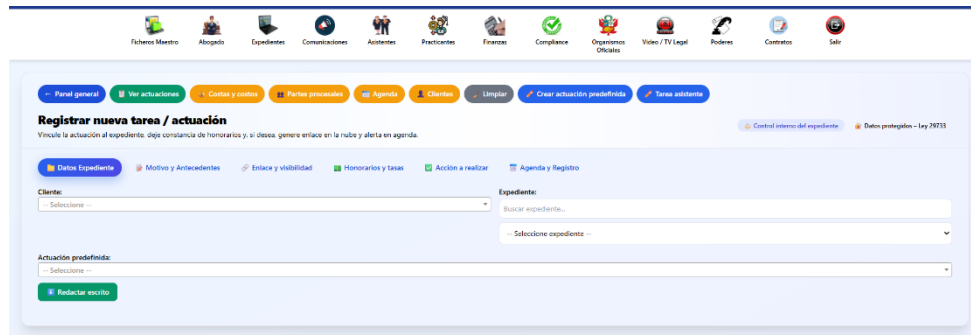 Ficheros Maestro Abogado Expedientes Comunicaciones Asistentes Practicantes Finanzas Compliance Organismos Oficiales Video / TV Legal Poderes Contratos Salir
← Panel general Ver actuaciones Costas y costos Partes procesales Agenda Clientes Limpiar Crear actuación predefinida Tarea asistente
Registrar nueva tarea / actuación
Vincule la actuación al expediente, deje constancia de honorarios y, si desea, genere enlace en la nube y alerta en agenda.
Control interno del expediente Datos protegidos – Ley 29733
Datos Expediente Motivo y Antecedentes Enlace y visibilidad Honorarios y tasas Acción a realizar Agenda y Registro
Cliente: Expediente:
-- Seleccione -- Buscar expediente...
-- Seleccione expediente --
Actuación predefinida:
-- Seleccione --
Redactar escrito